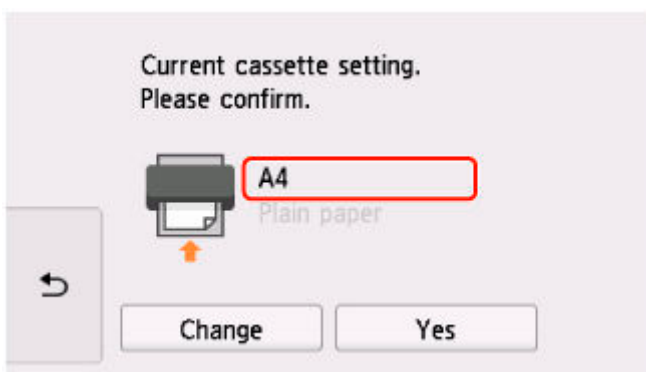 Current cassette setting.
Please confirm.
A4
Plain paper
Change
Yes